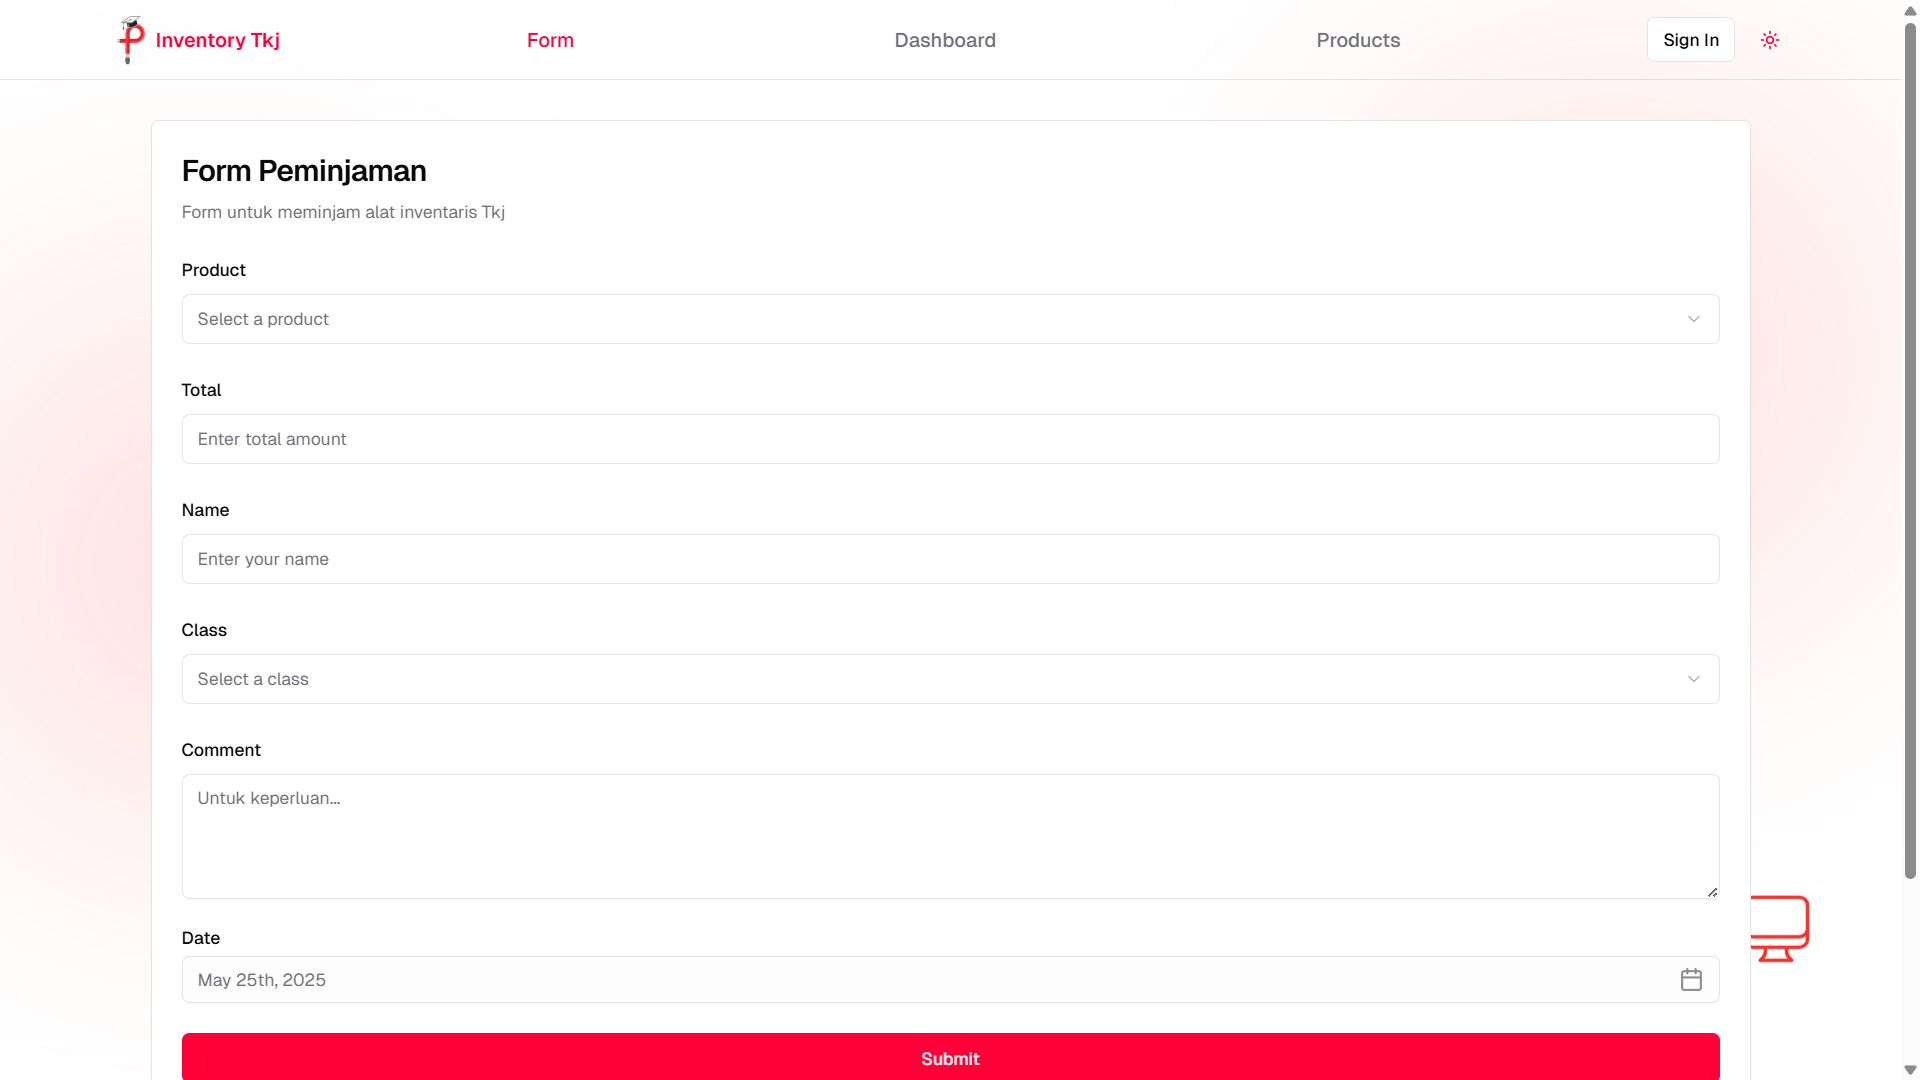 Inventory Tkj
Form
Dashboard
Products
Sign In
Form Peminjaman
Form untuk meminjam alat inventaris Tkj
Product
Select a product
Total
Enter total amount
Name
Enter your name
Class
Select a class
Comment
Untuk keperluan...
Date
May 25th, 2025
Submit